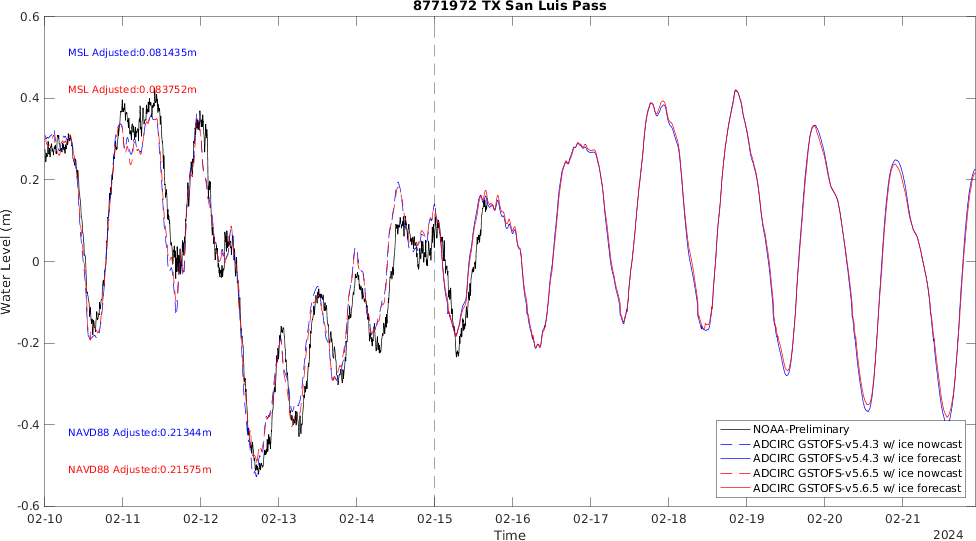 8771972 TX San Luis Pass
0.6
0.4
0.2
0
-0.2
-0.4
-0.6
Water Level (m)
MSL Adjusted:0.081435m
MSL Adjusted:0.083752m
NAVD88 Adjusted:0.21344m
NAVD88 Adjusted:0.21575m
NOAA-Preliminary
ADCIRC GSTOFS-v5.4.3 w/ ice nowcast
ADCIRC GSTOFS-v5.4.3 w/ ice forecast
ADCIRC GSTOFS-v5.6.5 w/ ice nowcast
ADCIRC GSTOFS-v5.6.5 w/ ice forecast
02-10 02-11 02-12 02-13 02-14 02-15 02-16 02-17 02-18 02-19 02-20 02-21
Time
2024